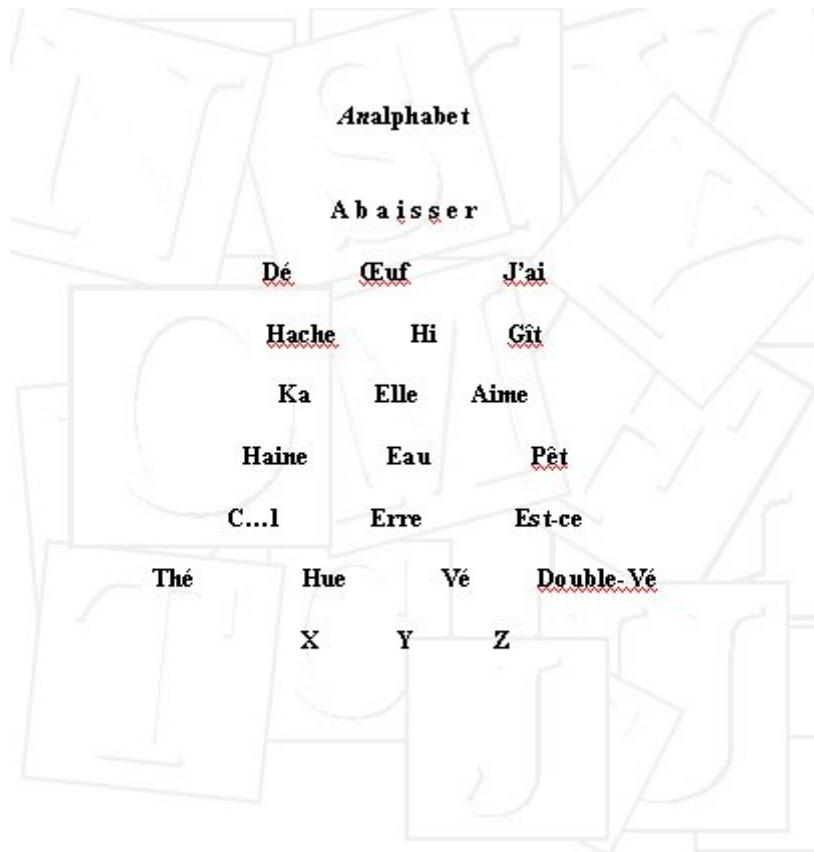 Analphabet
A b a i s s e r
Dé Œuf J'ai
Hache Hi Gît
Ka Elle Aime
Haine Eau Pêt
C...l Erre Est-ce
Thé Hue Vé Double-Vé
X Y Z